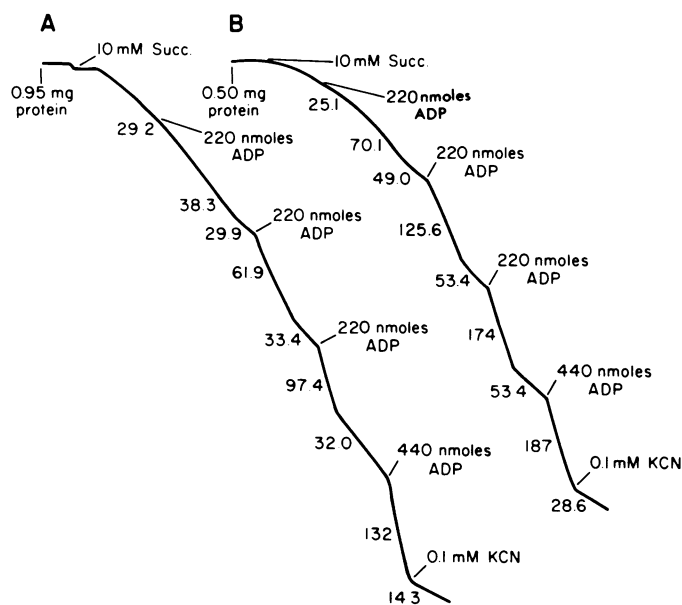 A
10 mM Succ.
0.95 mg
protein
29.2
220 nmoles
ADP
38.3
29.9
220 nmoles
ADP
61.9
33.4
220 nmoles
ADP
97.4
32.0
440 nmoles
ADP
132
0.1 mM KCN
14.3
B
10 mM Succ.
0.50 mg
protein
25.1
220 nmoles
ADP
70.1
49.0
220 nmoles
ADP
125.6
53.4
220 nmoles
ADP
174
53.4
440 nmoles
ADP
187
0.1 mM KCN
28.6